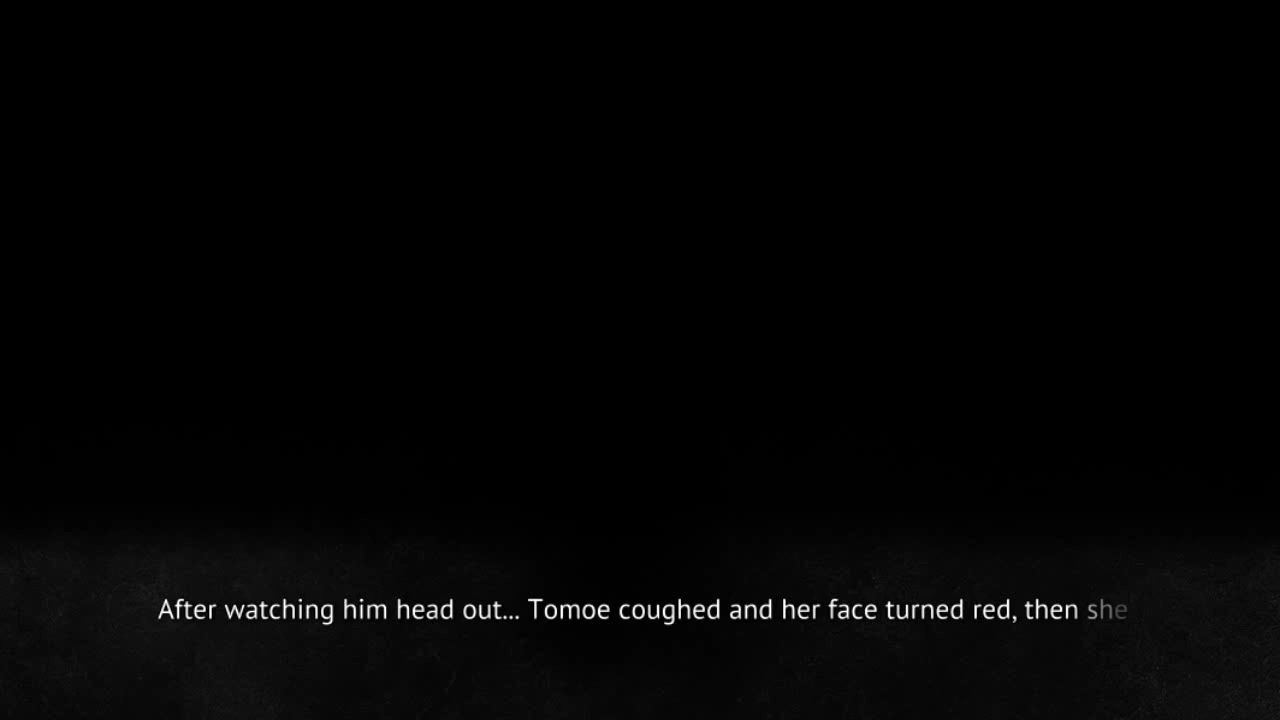 After watching him head out... Tomoe coughed and her face turned red, then she